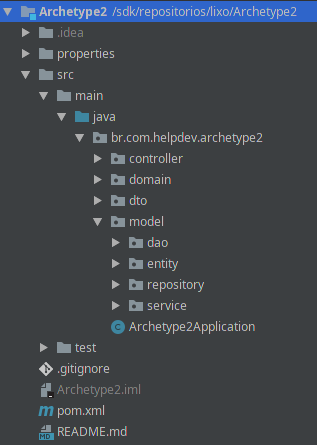 Archetype2 /sdk/repositorios/lixo/Archetype2
.idea
properties
src
main
java
br.com.helpdev.archetype2
controller
domain
dto
model
dao
entity
repository
service
C Archetype2Application
test
.gitignore
Archetype2.iml
m pom.xml
MD README.md